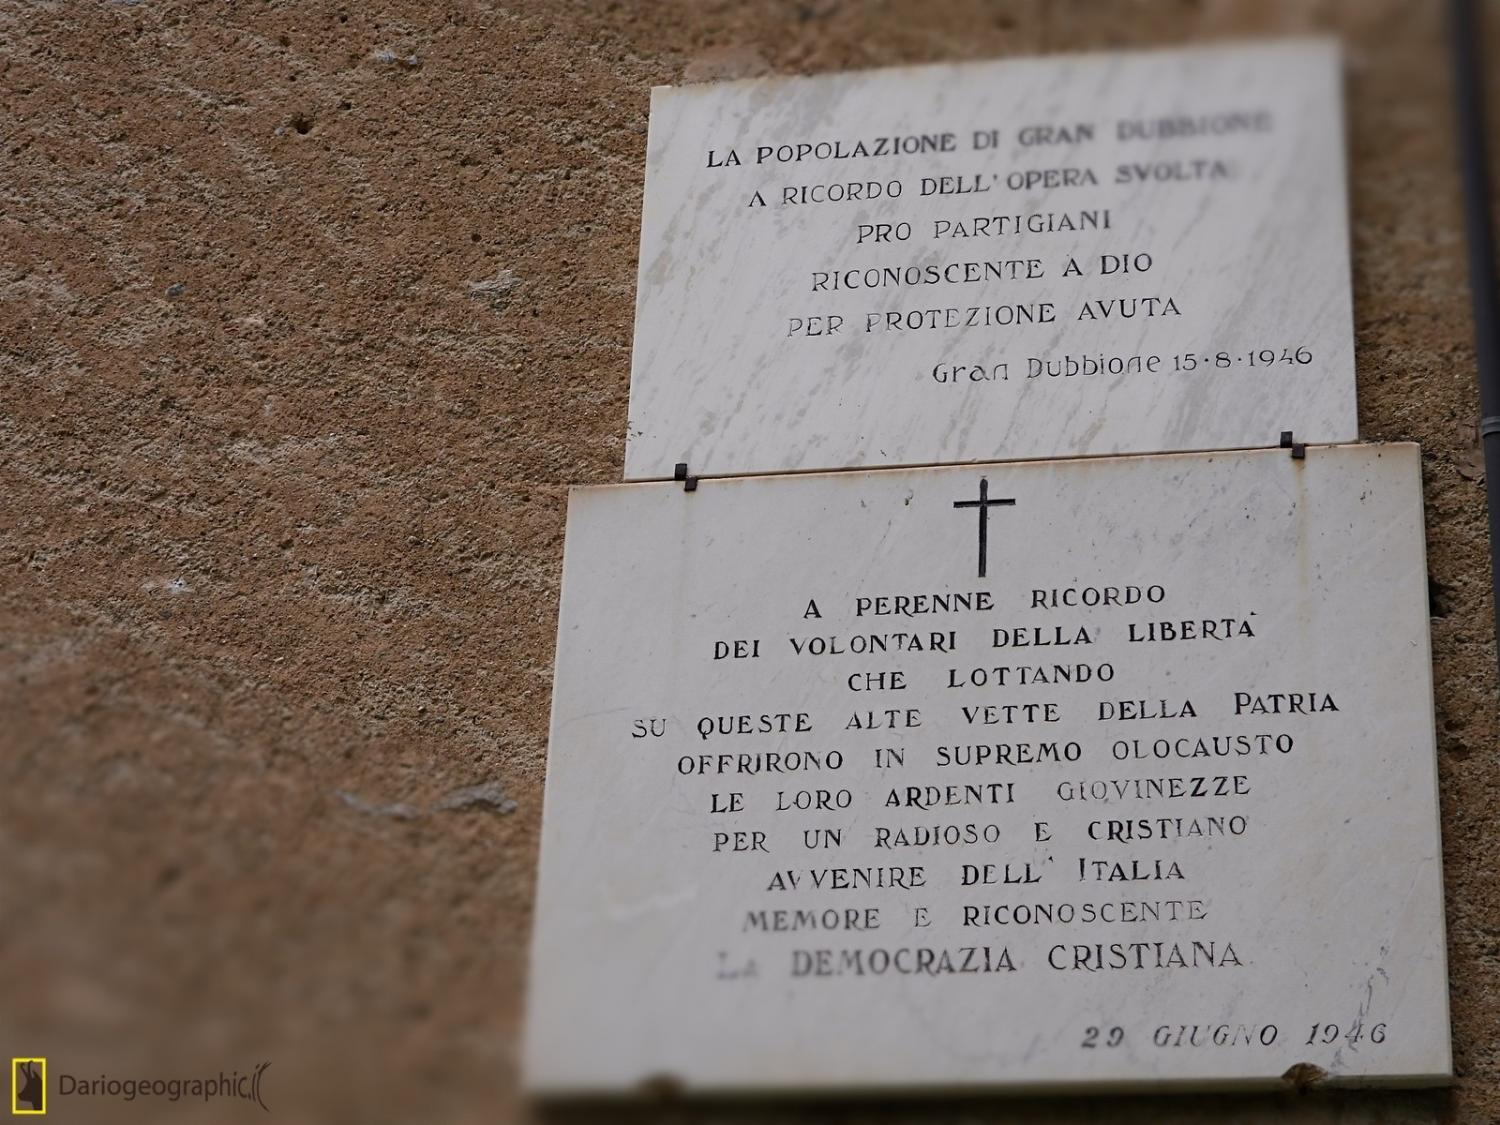 LA POPOLAZIONE DI GRAN DUBBIONE
A RICORDO DELL'OPERA SVOLTA
PRO PARTIGIANI
RICONOSCENTE A DIO
PER PROTEZIONE AVUTA
Gran Dubbione 15·8·1946
A PERENNE RICORDO
DEI VOLONTARI DELLA LIBERTA'
CHE LOTTANDO
SU QUESTE ALTE VETTE DELLA PATRIA
OFFRIRONO IN SUPREMO OLOCAUSTO
LE LORO ARDENTI GIOVINEZZE
PER UN RADIOSO E CRISTIANO
AVVENIRE DELL' ITALIA
MEMORE E RICONOSCENTE
LA DEMOCRAZIA CRISTIANA
29 GIUGNO 1946
Dariogeographic.it